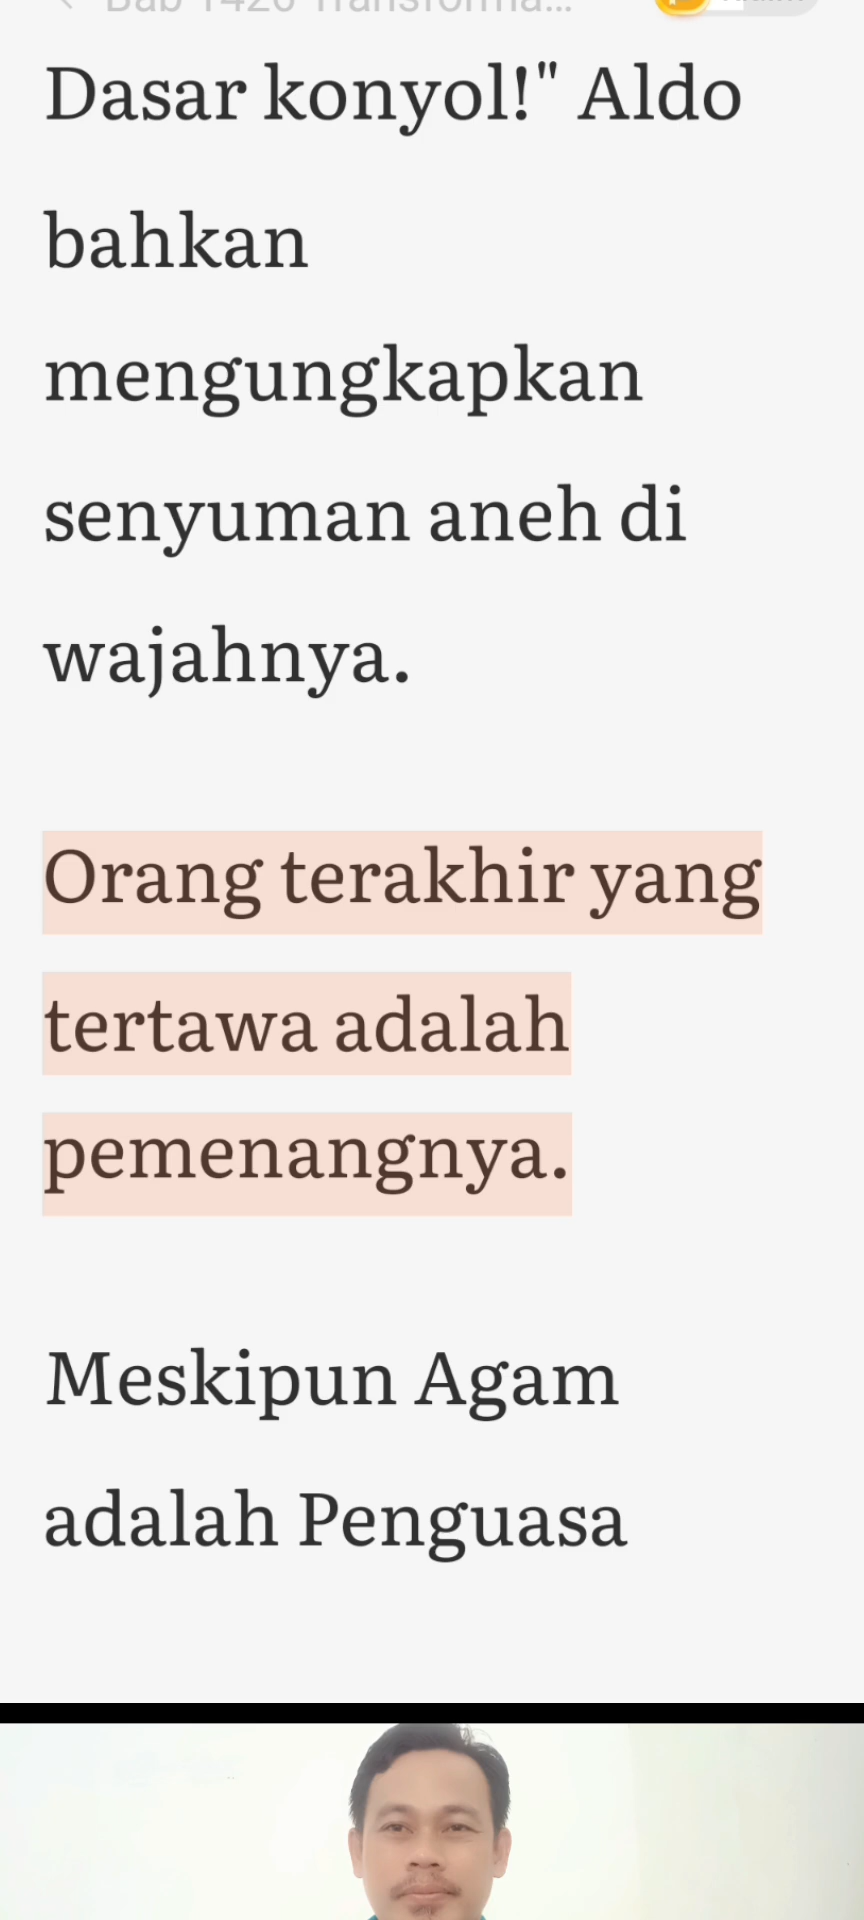 Dasar konyol!" Aldo
bahkan
mengungkapkan
senyuman aneh di
wajahnya.
Orang terakhir yang
tertawa adalah
pemenangnya.
Meskipun Agam
adalah Penguasa